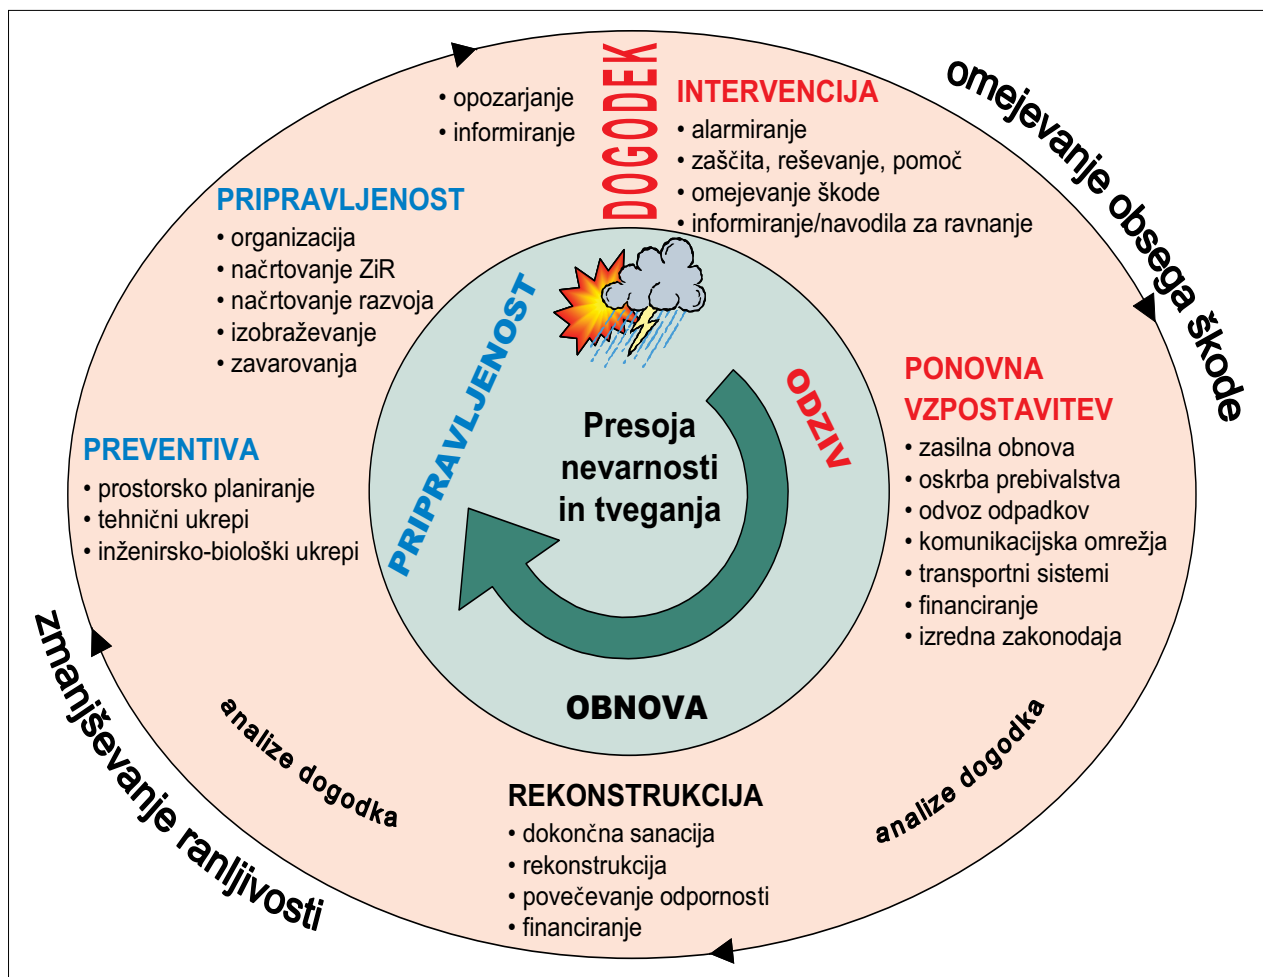 DOGODEK
• opozarjanje
• informiranje
INTERVENCIJA
• alarmiranje
• zaščita, reševanje, pomoč
• omejevanje škode
• informiranje/navodila za ravnanje
omejevanje obsega škode
PRIPRAVLJENOST
• organizacija
• načrtovanje ZiR
• načrtovanje razvoja
• izobraževanje
• zavarovanja
PONOVNA
VZPOSTAVITEV
• zasilna obnova
• oskrba prebivalstva
• odvoz odpadkov
• komunikacijska omrežja
• transportni sistemi
• financiranje
• izredna zakonodaja
PREVENTIVA
• prostorsko planiranje
• tehnični ukrepi
• inženirsko-biološki ukrepi
PRIPRAVLJENOST
ODZIV
Presoja
nevarnosti
in tveganja
OBNOVA
zmanjševanje ranljivosti
analize dogodka
analize dogodka
REKONSTRUKCIJA
• dokončna sanacija
• rekonstrukcija
• povečevanje odpornosti
• financiranje